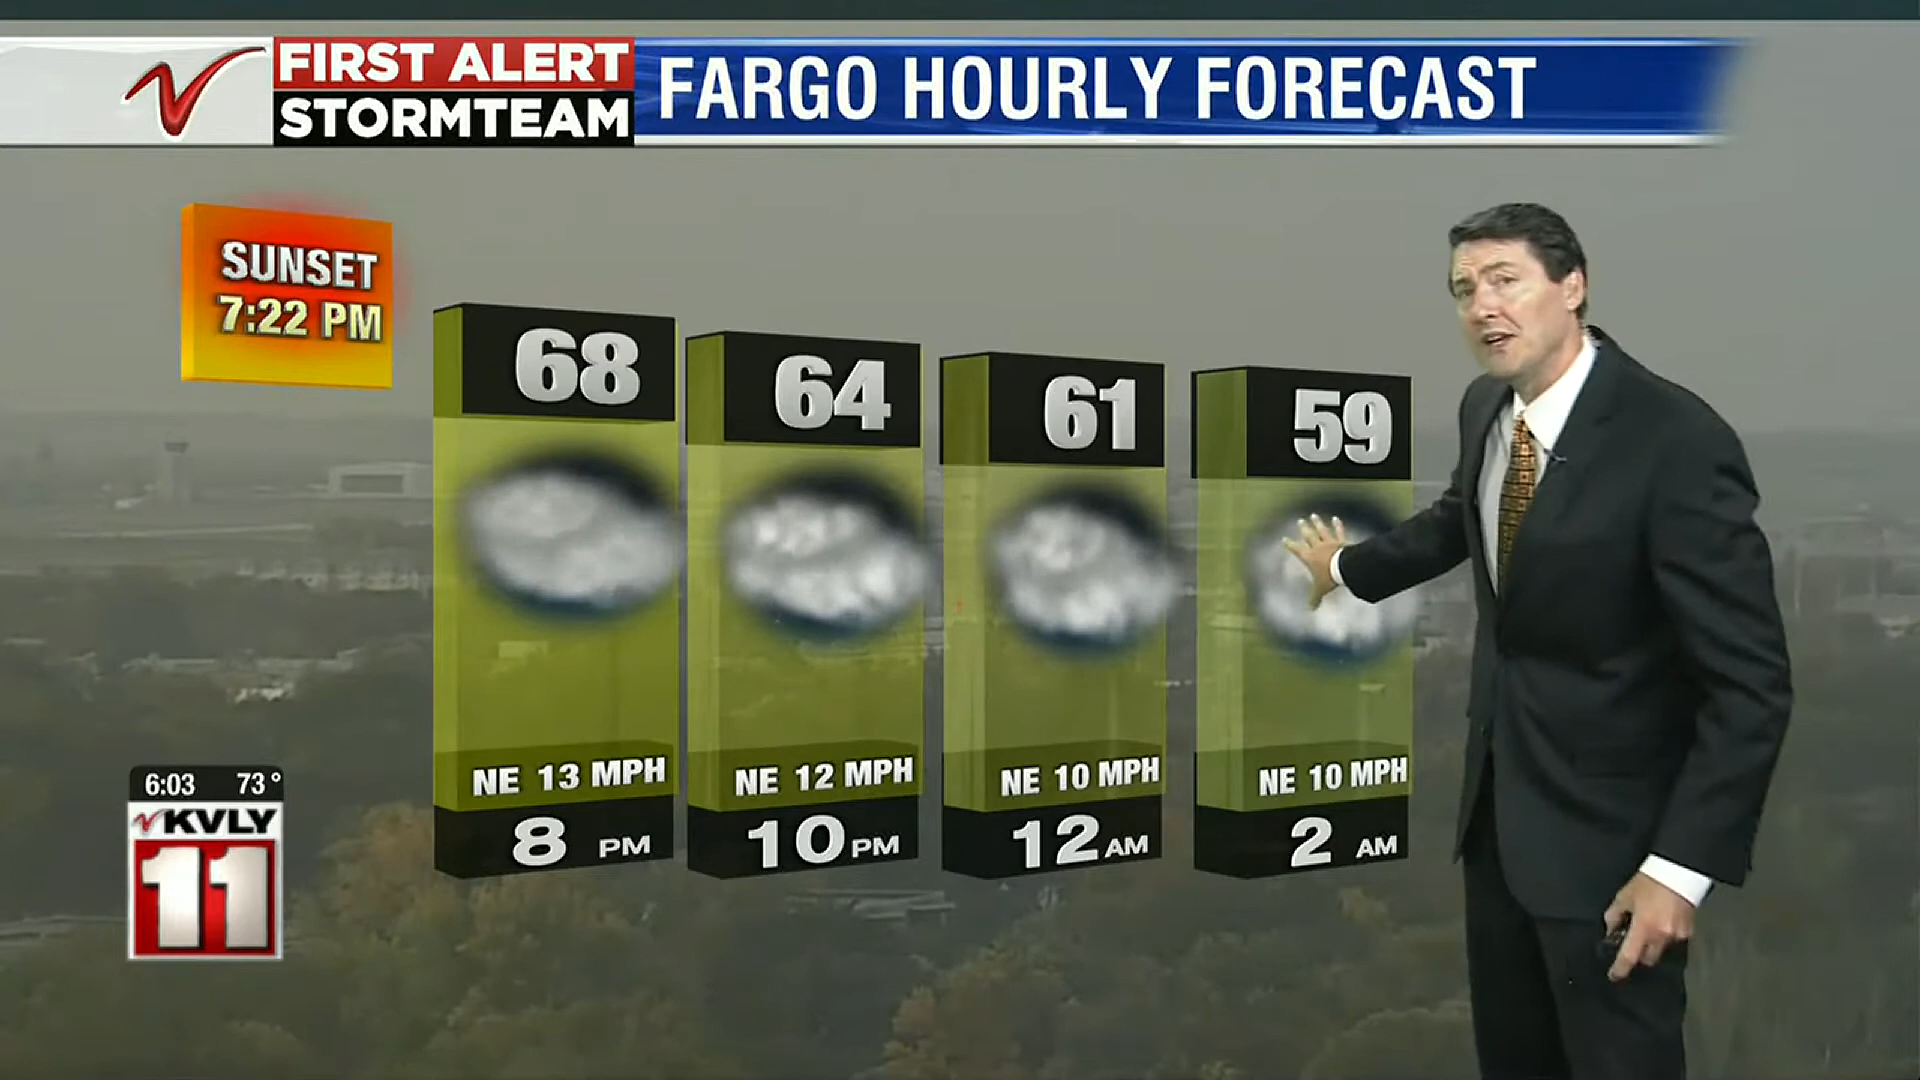 FIRST ALERT
STORMTEAM
FARGO HOURLY FORECAST
SUNSET
7:22 PM
68
64
61
59
NE 13 MPH
NE 12 MPH
NE 10 MPH
NE 10 MPH
8 PM
10 PM
12 AM
2 AM
6:03 73°
KVLY
11